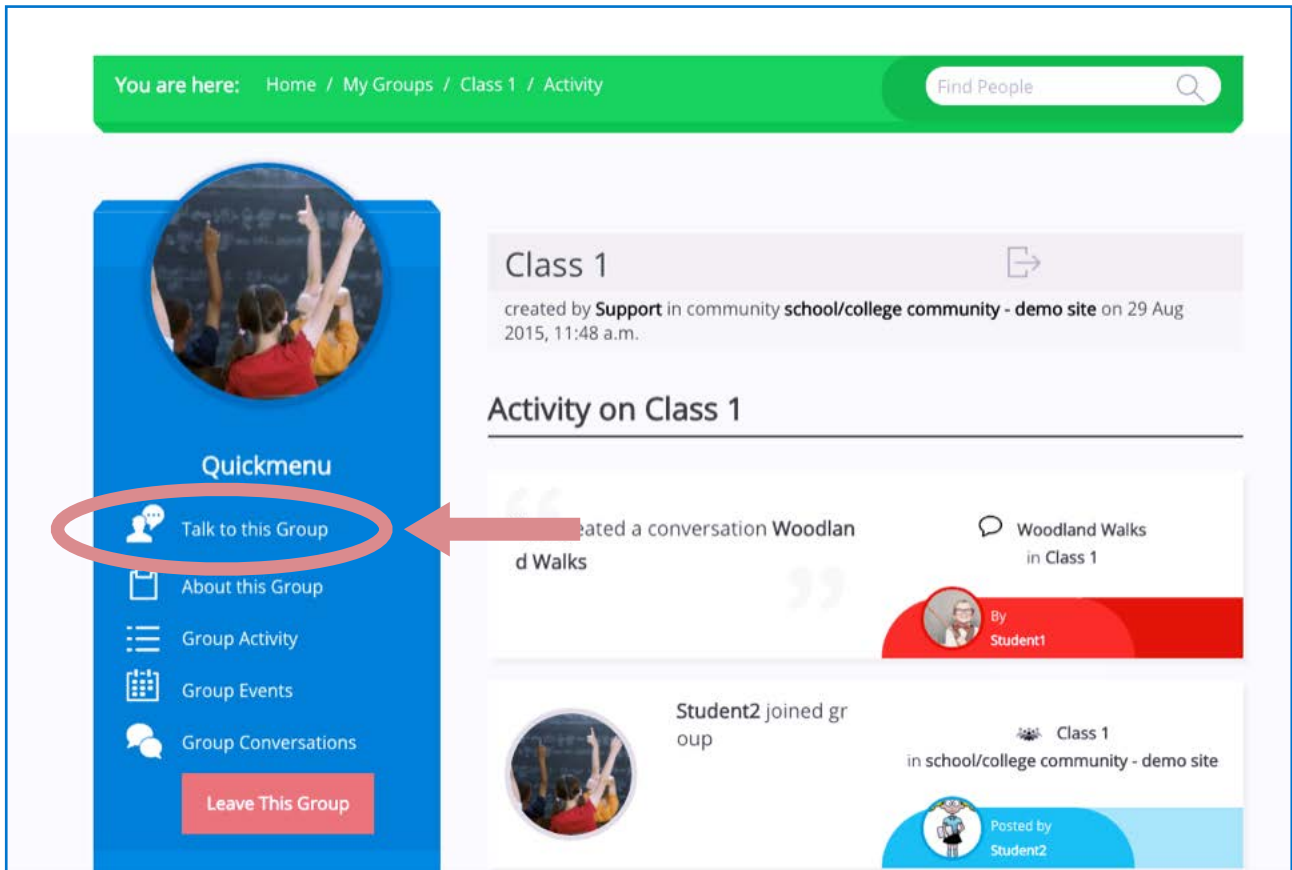 You are here: Home / My Groups / Class 1 / Activity
Find People
Class 1
created by Support in community school/college community - demo site on 29 Aug
2015, 11:48 a.m.
Activity on Class 1
Quickmenu
Talk to this Group
About this Group
Group Activity
Group Events
Group Conversations
Leave This Group
eated a conversation Woodlan
d Walks
Woodland Walks
in Class 1
By
Student1
Student2 joined gr
oup
Class 1
in school/college community - demo site
Posted by
Student2